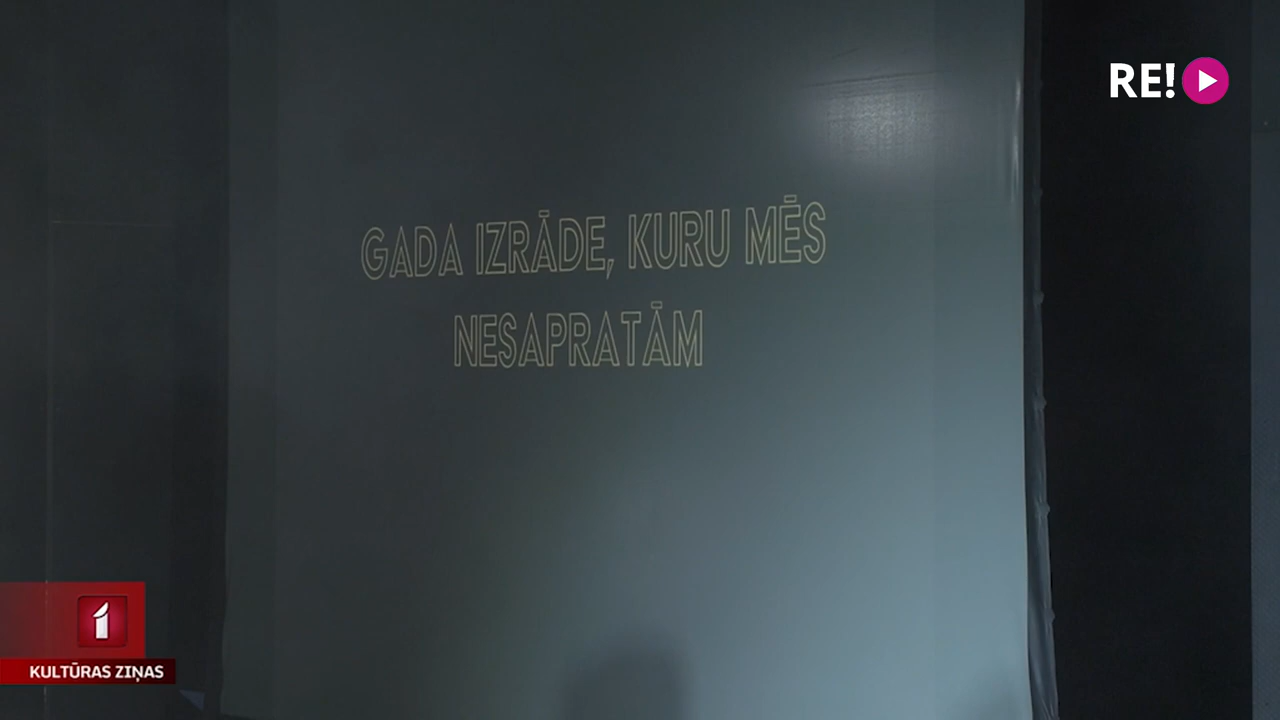 RE!
GADA IZRĀDE, KURU MĒS
NESAPRATĀM
1
KULTŪRAS ZIŅAS